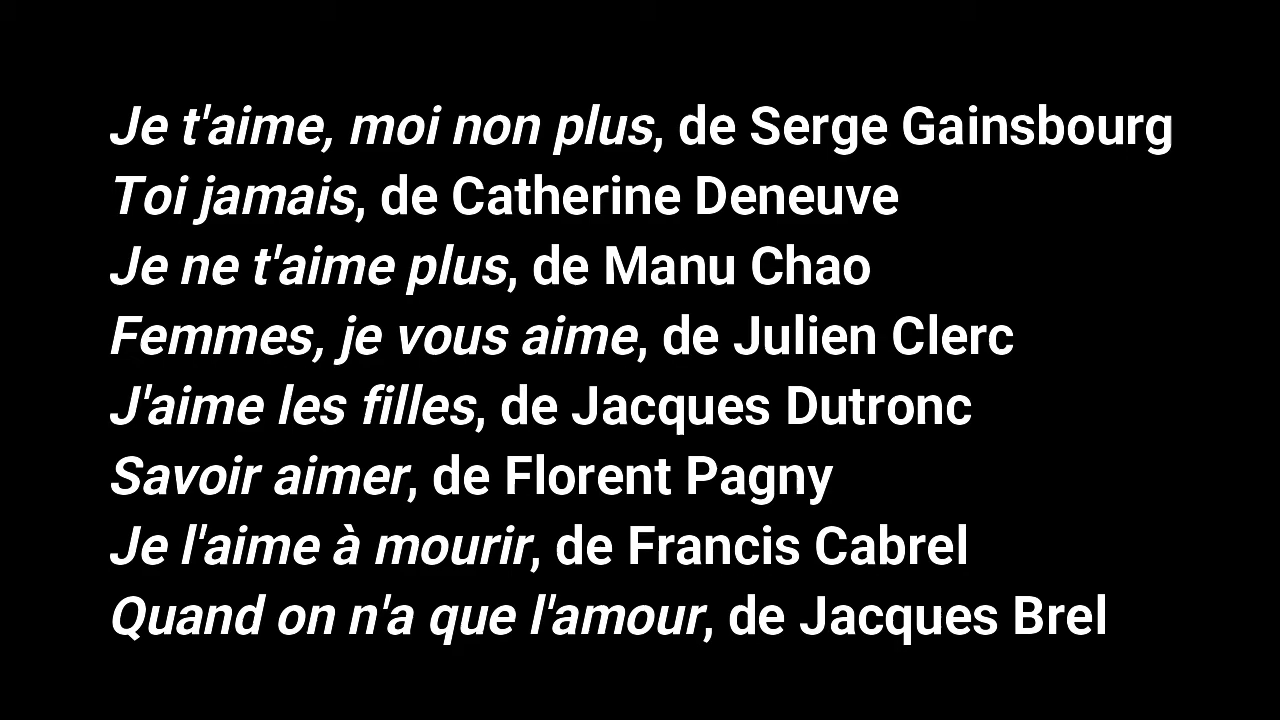 Je t'aime, moi non plus, de Serge Gainsbourg
Toi jamais, de Catherine Deneuve
Je ne t'aime plus, de Manu Chao
Femmes, je vous aime, de Julien Clerc
J'aime les filles, de Jacques Dutronc
Savoir aimer, de Florent Pagny
Je l'aime à mourir, de Francis Cabrel
Quand on n'a que l'amour, de Jacques Brel